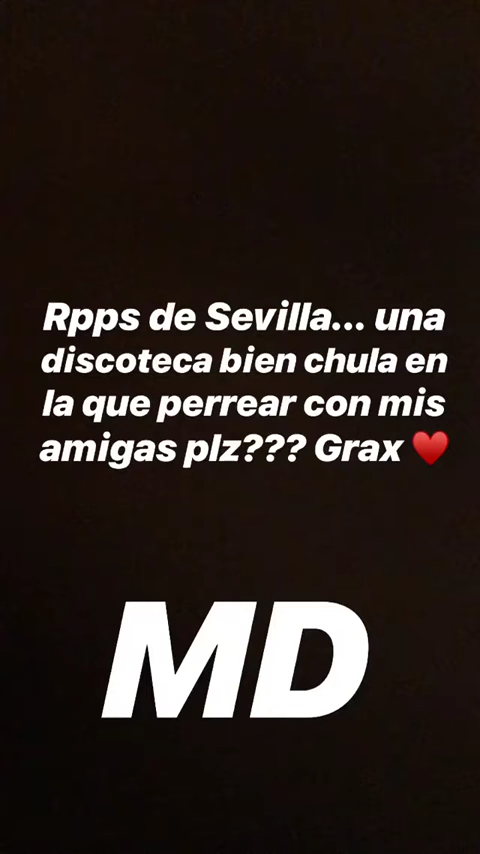 Rpps de Sevilla... una
discoteca bien chula en
la que perrear con mis
amigas plz??? Grax ♥️
MD